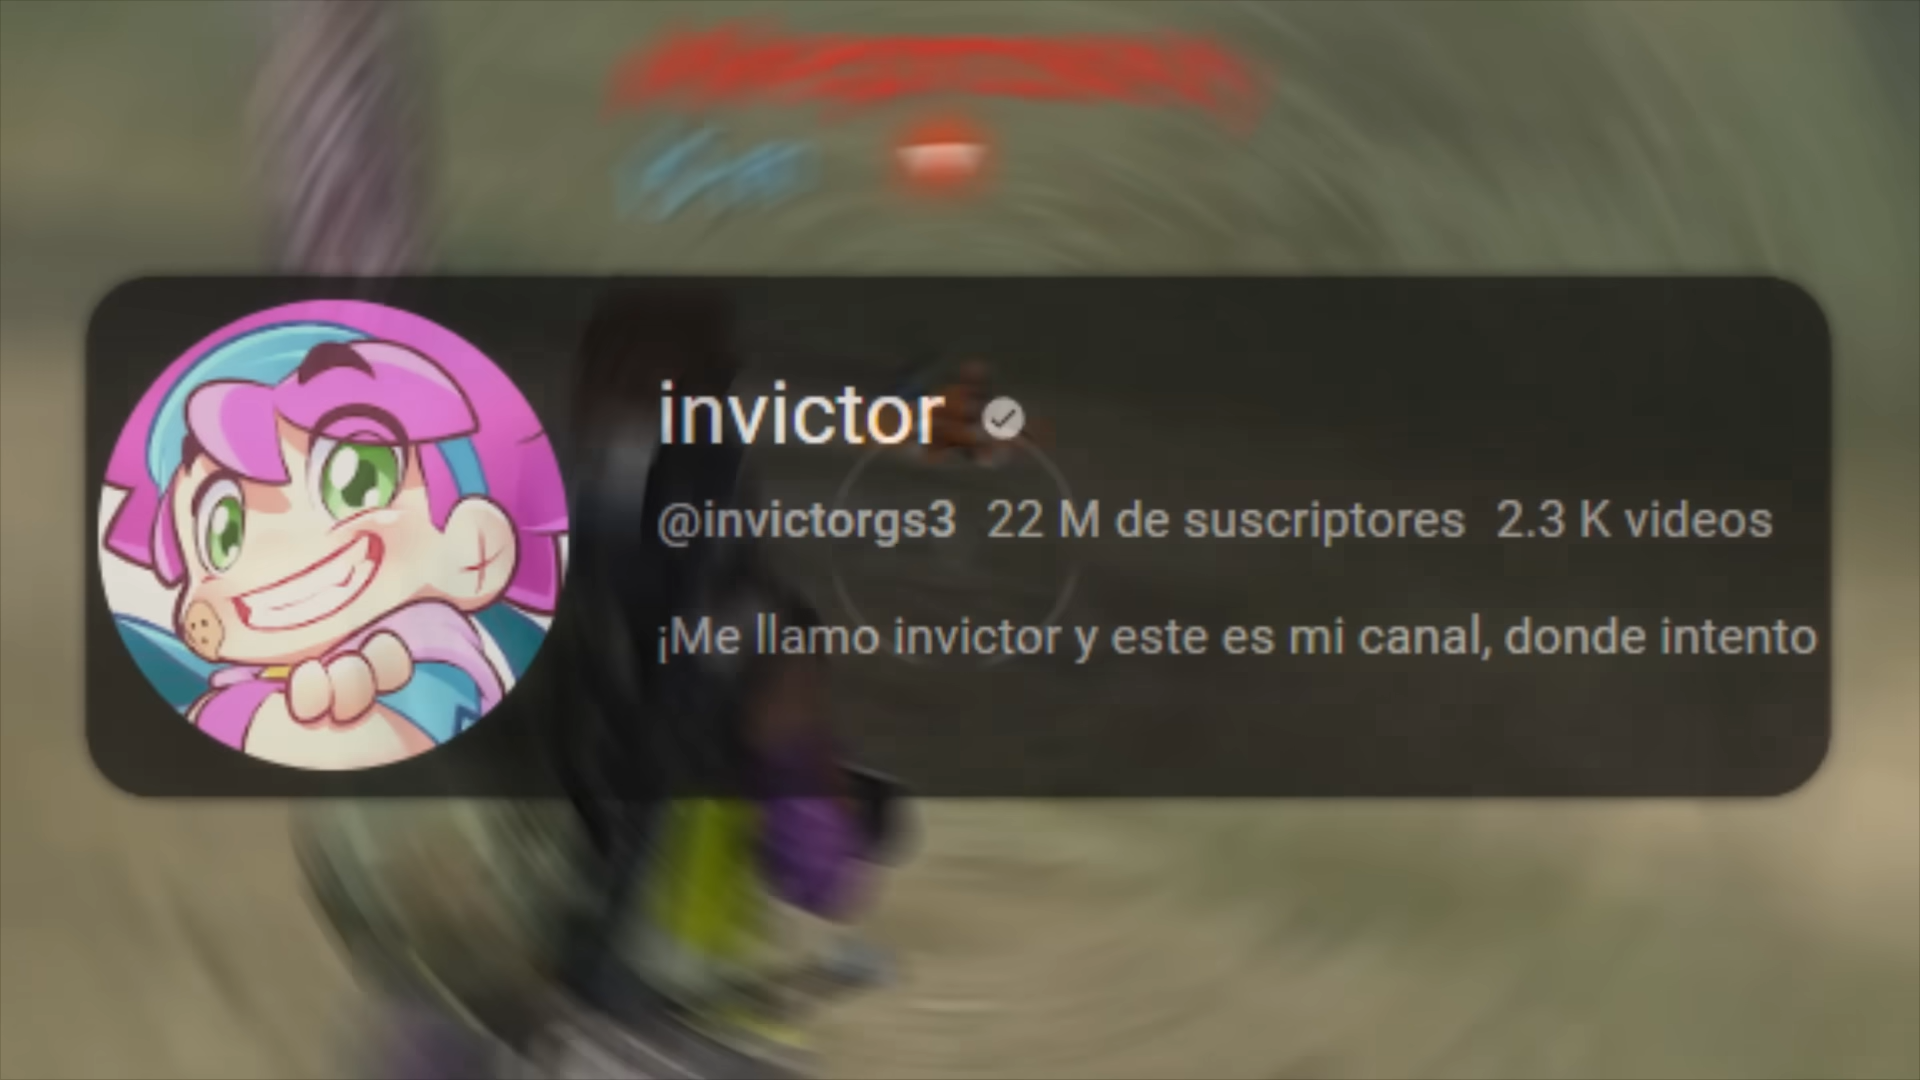 invictor
@invictorgs3 22 M de suscriptores 2.3 K videos
¡Me llamo invictor y este es mi canal, donde intento